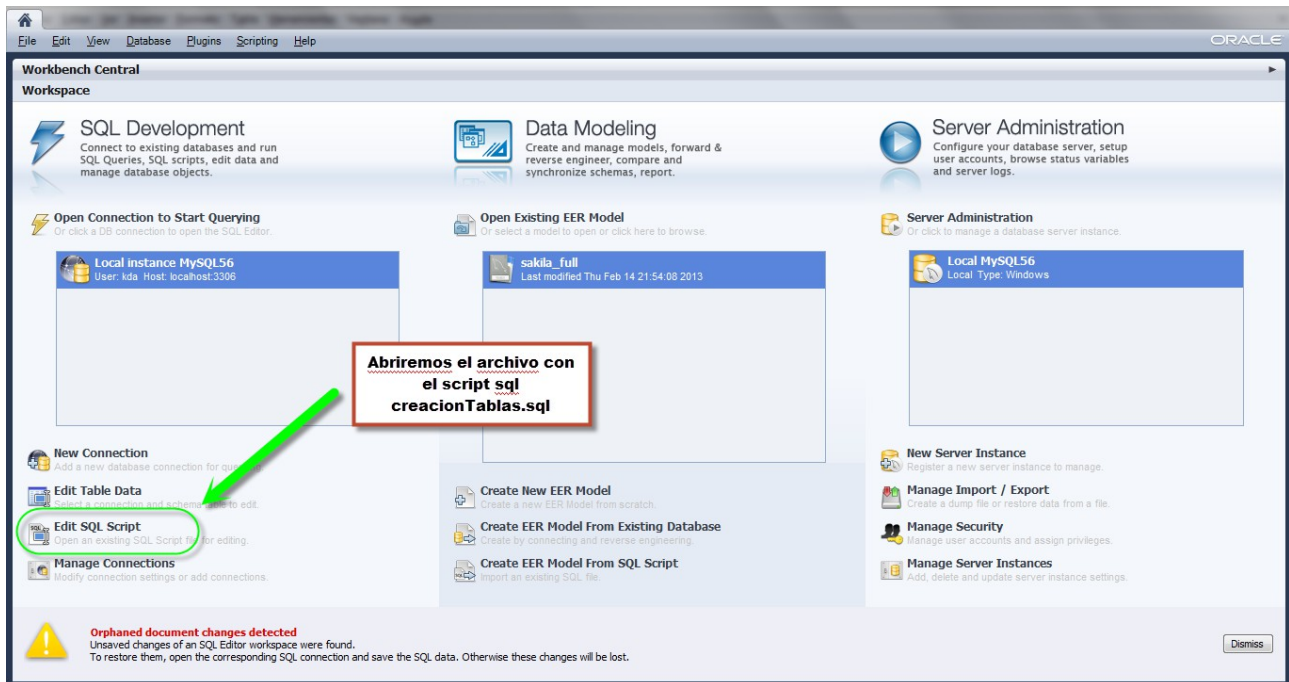 File Edit View Database Plugins Scripting Help
ORACLE
Workbench Central
Workspace
SQL Development
Connect to existing databases and run
SQL Queries, SQL scripts, edit data and
manage database objects.
Open Connection to Start Querying
Or click a DB connection to open the SQL Editor.
Local instance MySQL56
User: kda Host: localhost:3306
New Connection
Add a new database connection for
Edit Table Data
Select a connection and schema table to edit.
Edit SQL Script
Open an existing SQL Script file for editing.
Manage Connections
Modify connection settings or add connections.
Data Modeling
Create and manage models, forward &
reverse engineer, compare and
synchronize schemas, report.
Open Existing EER Model
Or select a model to open or click here to browse.
sakila_full
Last modified Thu Feb 14 21:54:08 2013
Abriremos el archivo con
el script sql
creacionTablas.sql
Create New EER Model
Create a new EER Model from scratch.
Create EER Model From Existing Database
Create by connecting and reverse engineering.
Create EER Model From SQL Script
Import an existing SQL file.
Server Administration
Configure your database server, setup
user accounts, browse status variables
and server logs.
Server Administration
Or click to manage a database server instance.
Local MySQL56
Local Type: Windows
New Server Instance
Register a new server instance to manage.
Manage Import / Export
Create a dump file or restore data from a file.
Manage Security
Manage user accounts and assign privileges.
Manage Server Instances
Add, delete and update server instance settings.
Orphaned document changes detected
Unsaved changes of an SQL Editor workspace were found.
To restore them, open the corresponding SQL connection and save the SQL data. Otherwise these changes will be lost.
Dismiss